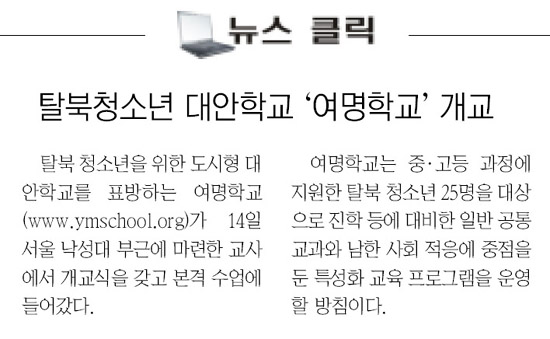 뉴스 클릭
탈북청소년 대안학교 ‘여명학교’ 개교
탈북 청소년을 위한 도시형 대
안학교를 표방하는 여명학교
(www.ymschool.org)가 14일
서울 낙성대 부근에 마련한 교사
에서 개교식을 갖고 본격 수업에
들어갔다.
여명학교는 중·고등 과정에
지원한 탈북 청소년 25명을 대상
으로 진학 등에 대비한 일반 공통
교과와 남한 사회 적응에 중점을
둔 특성화 교육 프로그램을 운영
할 방침이다.